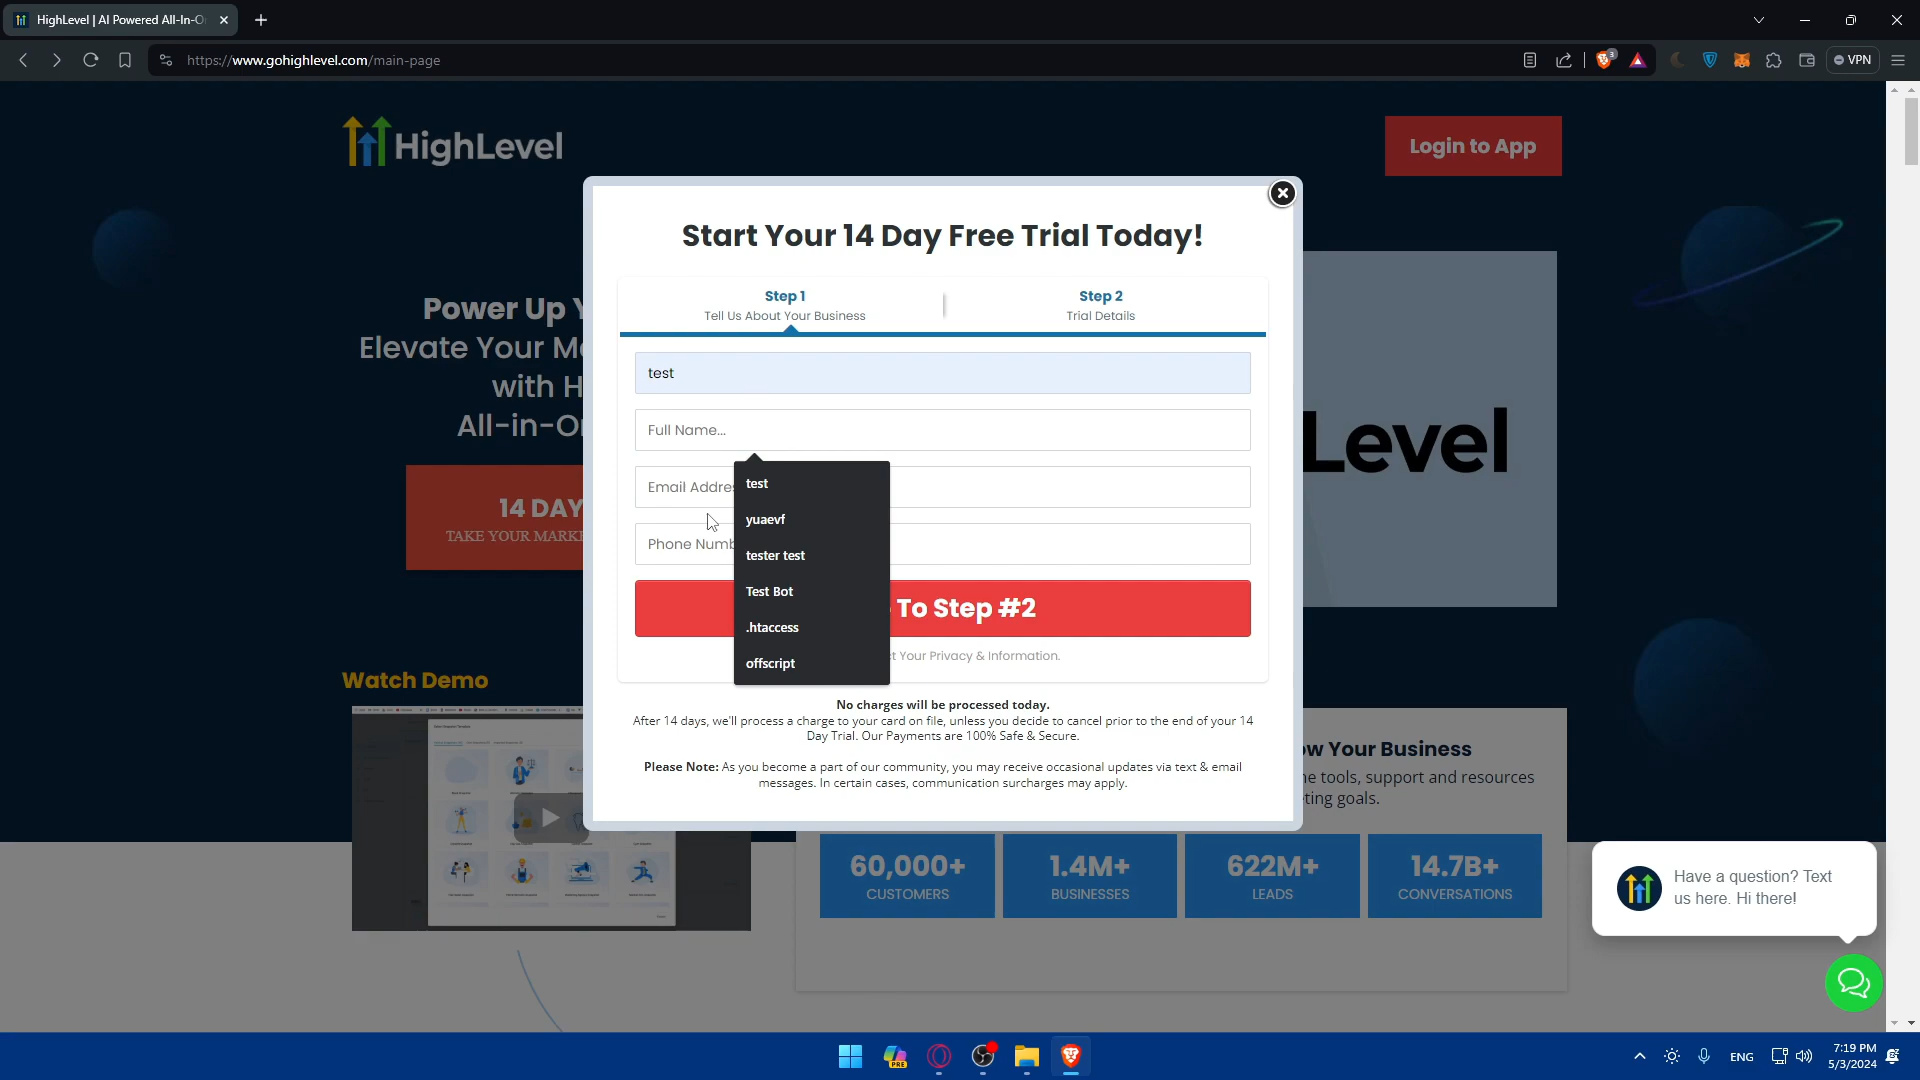 HighLevel | AI Powered All-In-O
https://www.gohighlevel.com/main-page
3
VPN
HighLevel
Login to App
Start Your 14 Day Free Trial Today!
Step 1
Tell Us About Your Business
Step 2
Trial Details
Power Up
Elevate Your
with
All-in-O
14 DAY
TAKE YOUR
Level
test
Full Name...
Email Addre
Phone Numb
test
yuaevf
tester test
Test Bot
.htaccess
offscript
To Step #2
Your Privacy & Information.
No charges will be processed today.
After 14 days, we'll process a charge to your card on file, unless you decide to cancel prior to the end of your 14
Day Trial. Our Payments are 100% Safe & Secure.
Please Note: As you become a part of our community, you may receive occasional updates via text & email
messages. In certain cases, communication surcharges may apply.
Watch Demo
ow Your Business
tools, support and resources
ting goals.
60,000+
CUSTOMERS
1.4M+
BUSINESSES
622M+
LEADS
14.7B+
CONVERSATIONS
Have a question? Text
us here. Hi there!
PRE
ENG
7:19 PM
5/3/2024